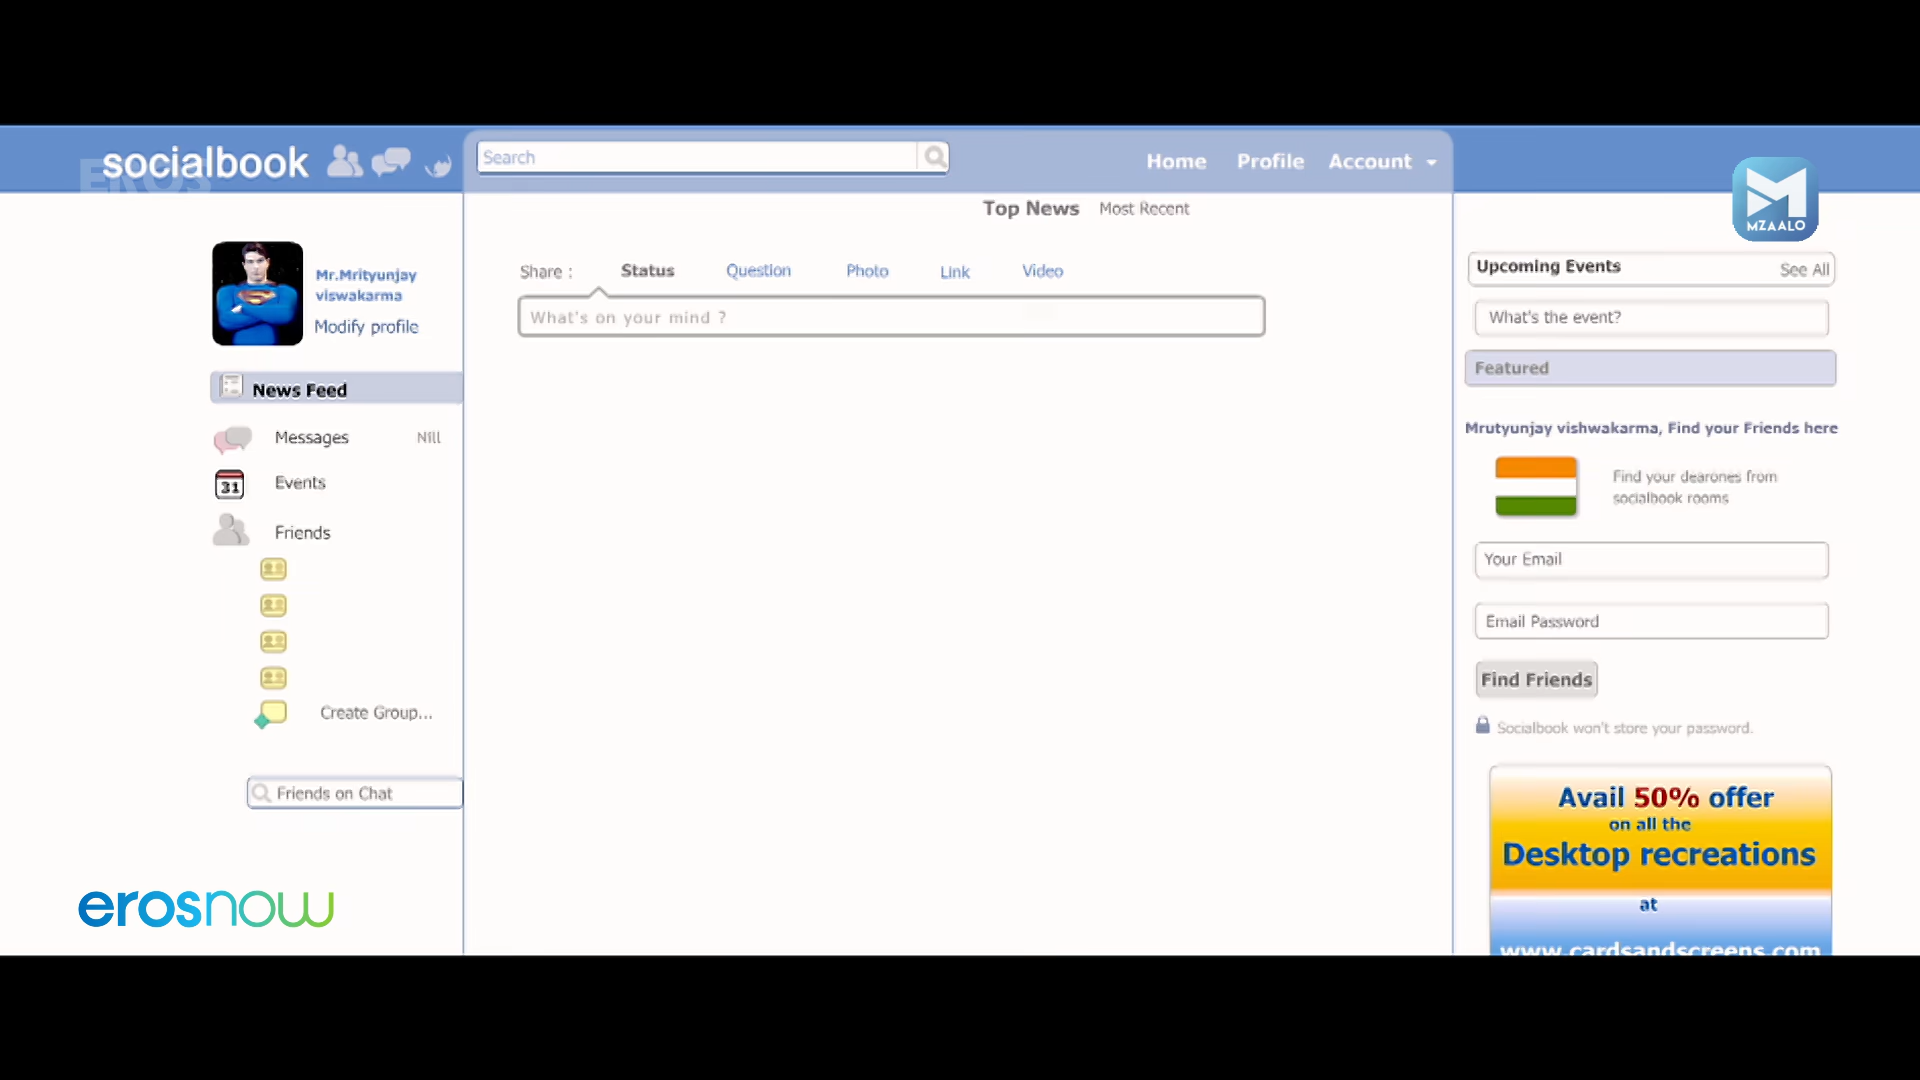 EROS
socialbook
Search
Home Profile Account
MZAALO
Top News Most Recent
Mr.Mrityunjay
viswakarma
Modify profile
Share : Status Question Photo Link Video
What's on your mind ?
Upcoming Events See All
What's the event?
Featured
News Feed
Messages Nill
31 Events
Friends
Create Group...
Friends on Chat
Mrutyunjay vishwakarma, Find your Friends here
Find your dearones from
socialbook rooms
Your Email
Email Password
Find Friends
Socialbook won't store your password.
Avail 50% offer
on all the
Desktop recreations
at
www.cardsandscreens.com
erosnow